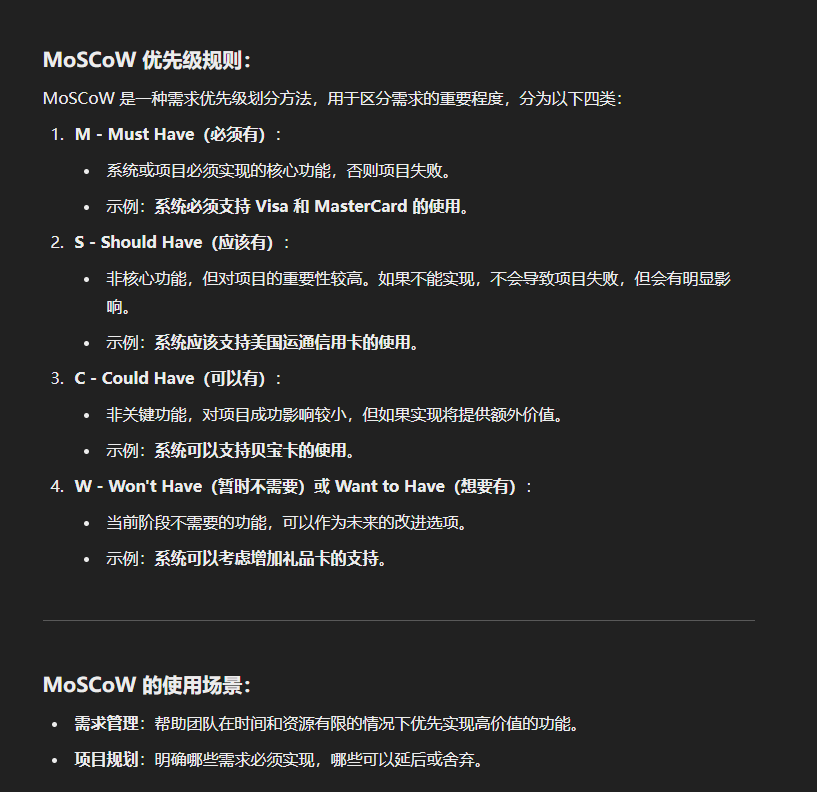 MoSCoW 优先级规则：
MoSCoW 是一种需求优先级划分方法，用于区分需求的重要程度，分为以下四类：
1. M - Must Have（必须有）：
• 系统或项目必须实现的核心功能，否则项目失败。
• 示例：系统必须支持 Visa 和 MasterCard 的使用。
2. S - Should Have（应该有）：
• 非核心功能，但对项目的重要性较高。如果不能实现，不会导致项目失败，但会有明显影
响。
• 示例：系统应该支持美国运通信用卡的使用。
3. C - Could Have（可以有）：
• 非关键功能，对项目成功影响较小，但如果实现将提供额外价值。
• 示例：系统可以支持贝宝卡的使用。
4. W - Won't Have（暂时不需要）或 Want to Have（想要有）：
• 当前阶段不需要的功能，可以作为未来的改进选项。
• 示例：系统可以考虑增加礼品卡的支持。
MoSCoW 的使用场景：
• 需求管理：帮助团队在时间和资源有限的情况下优先实现高价值的功能。
• 项目规划：明确哪些需求必须实现，哪些可以延后或舍弃。